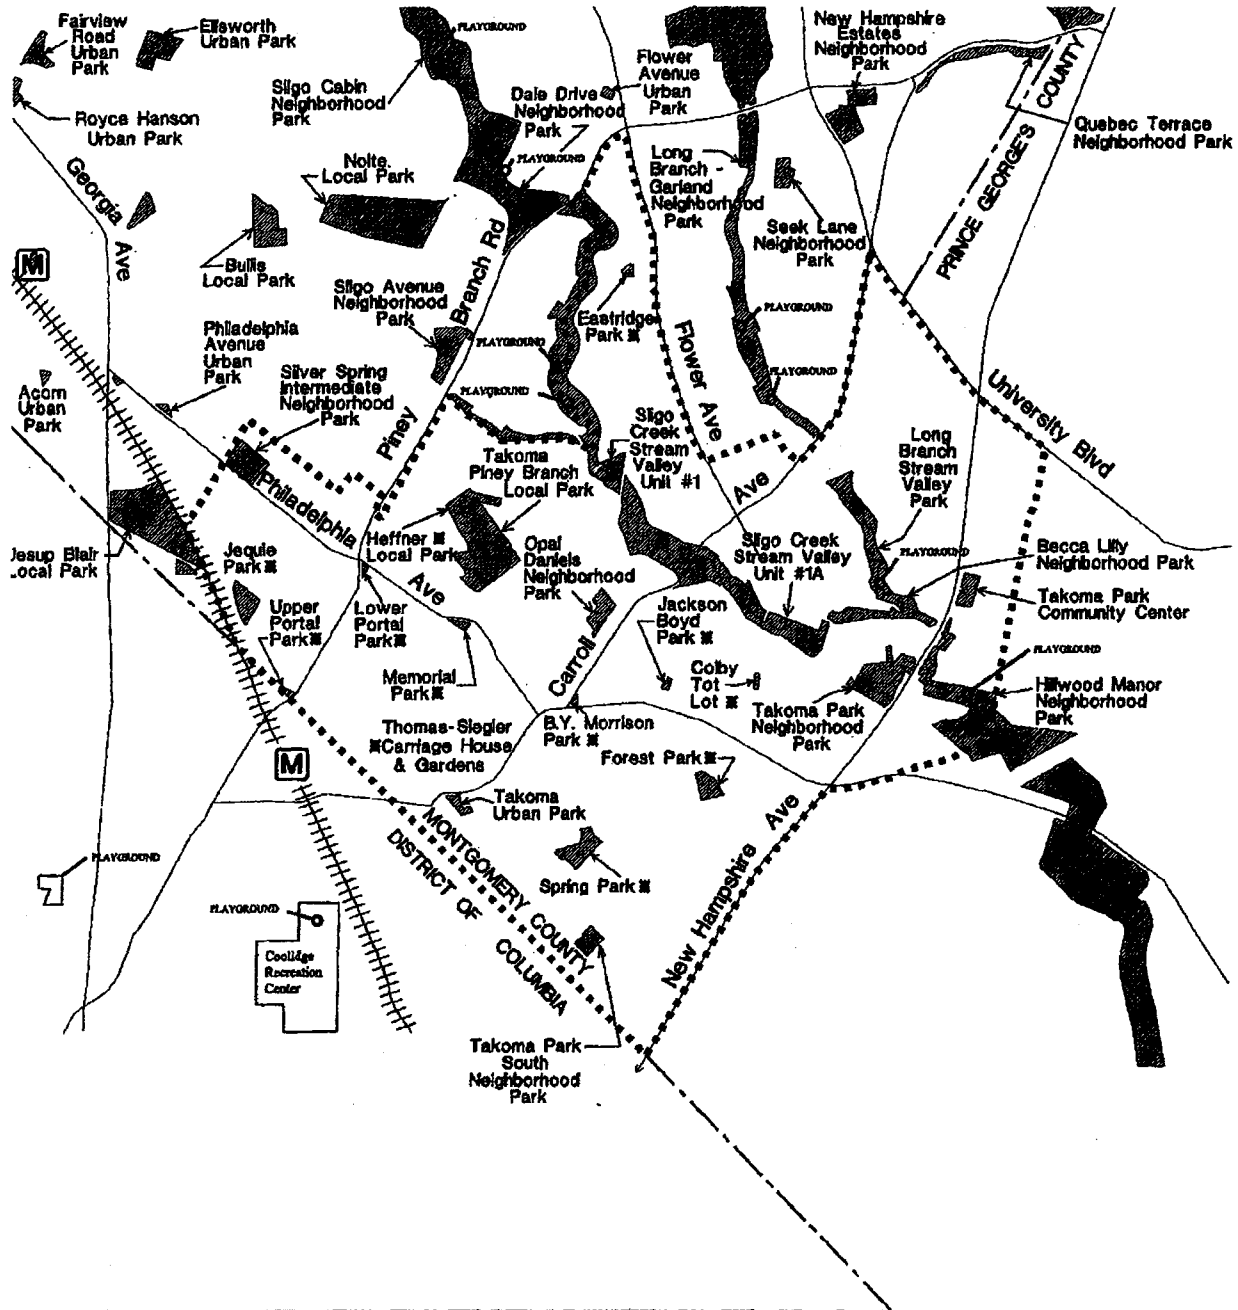 Fairview
Road
Urban
Park
Ellsworth
Urban Park
PLAYGROUND
New Hampshire
Estates
Neighborhood
Park
Flower
Avenue
Urban
Park
COUNTY
Sligo Cabin
Neighborhood
Park
Dale Drive
Neighborhood
Park
Royce Hanson
Urban Park
Quebec Terrace
Neighborhood Park
Nolte
Local Park
PLAYGROUND
Long
Branch -
Garland
Neighborhood
Park
PRINCE GEORGE'S
Georgia Ave
Seek Lane
Neighborhood
Park
M
Bullis
Local Park
Sligo Avenue
Neighborhood
Park
Piney Branch Rd
Eastridge
Park ※
PLAYGROUND
Philadelphia
Avenue
Urban
Park
PLAYGROUND
Flower Ave
PLAYGROUND
Silver Spring
Intermediate
Neighborhood
Park
PLAYGROUND
University Blvd
Acorn
Urban
Park
Sligo
Creek
Stream
Valley
Unit #1
Long
Branch
Stream
Valley
Park
Takoma
Piney Branch
Local Park
Philadelphia Ave
Heffner ※
Local Park
Opal
Daniels
Neighborhood
Park
Sligo Creek
Stream Valley
Unit #1A
PLAYGROUND
Becca Lilly
Neighborhood Park
Jesup Blair
Local Park
Jequie
Park ※
Upper
Portal
Park ※
Lower
Portal
Park ※
Jackson
Boyd
Park ※
Takoma Park
Community Center
PLAYGROUND
Carroll Ave
Memorial
Park ※
Colby
Tot
Lot ※
Takoma Park
Neighborhood
Park
Hillwood Manor
Neighborhood
Park
Thomas-Siegler
※ Carriage House
& Gardens
B.Y. Morrison
Park ※
Forest Park ※
M
Takoma
Urban Park
MONTGOMERY COUNTY
DISTRICT OF COLUMBIA
New Hampshire Ave
PLAYGROUND
Spring Park ※
PLAYGROUND
Coolidge
Recreation
Center
Takoma Park
South
Neighborhood
Park